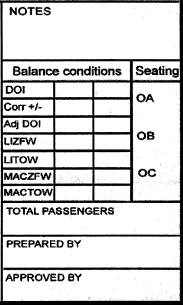 NOTES
Balance conditions Seating
DOI
OA
Corr +/-
Adj DOI
OB
LIZFW
LITOW
OC
MACZFW
MACTOW
TOTAL PASSENGERS
PREPARED BY
APPROVED BY